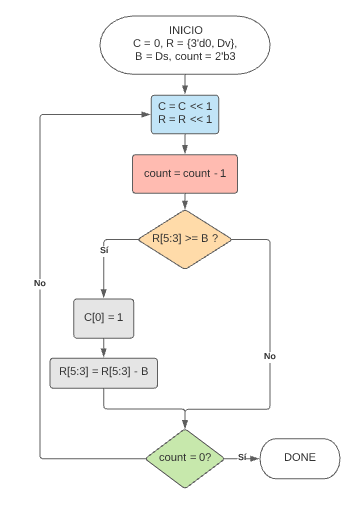 INICIO
C = 0, R = {3'd0, Dv},
B = Ds, count = 2'b3
C = C << 1
R = R << 1
count = count - 1
R[5:3] >= B ?
Sí
No
C[0] = 1
No
R[5:3] = R[5:3] - B
count = 0?
Sí
DONE